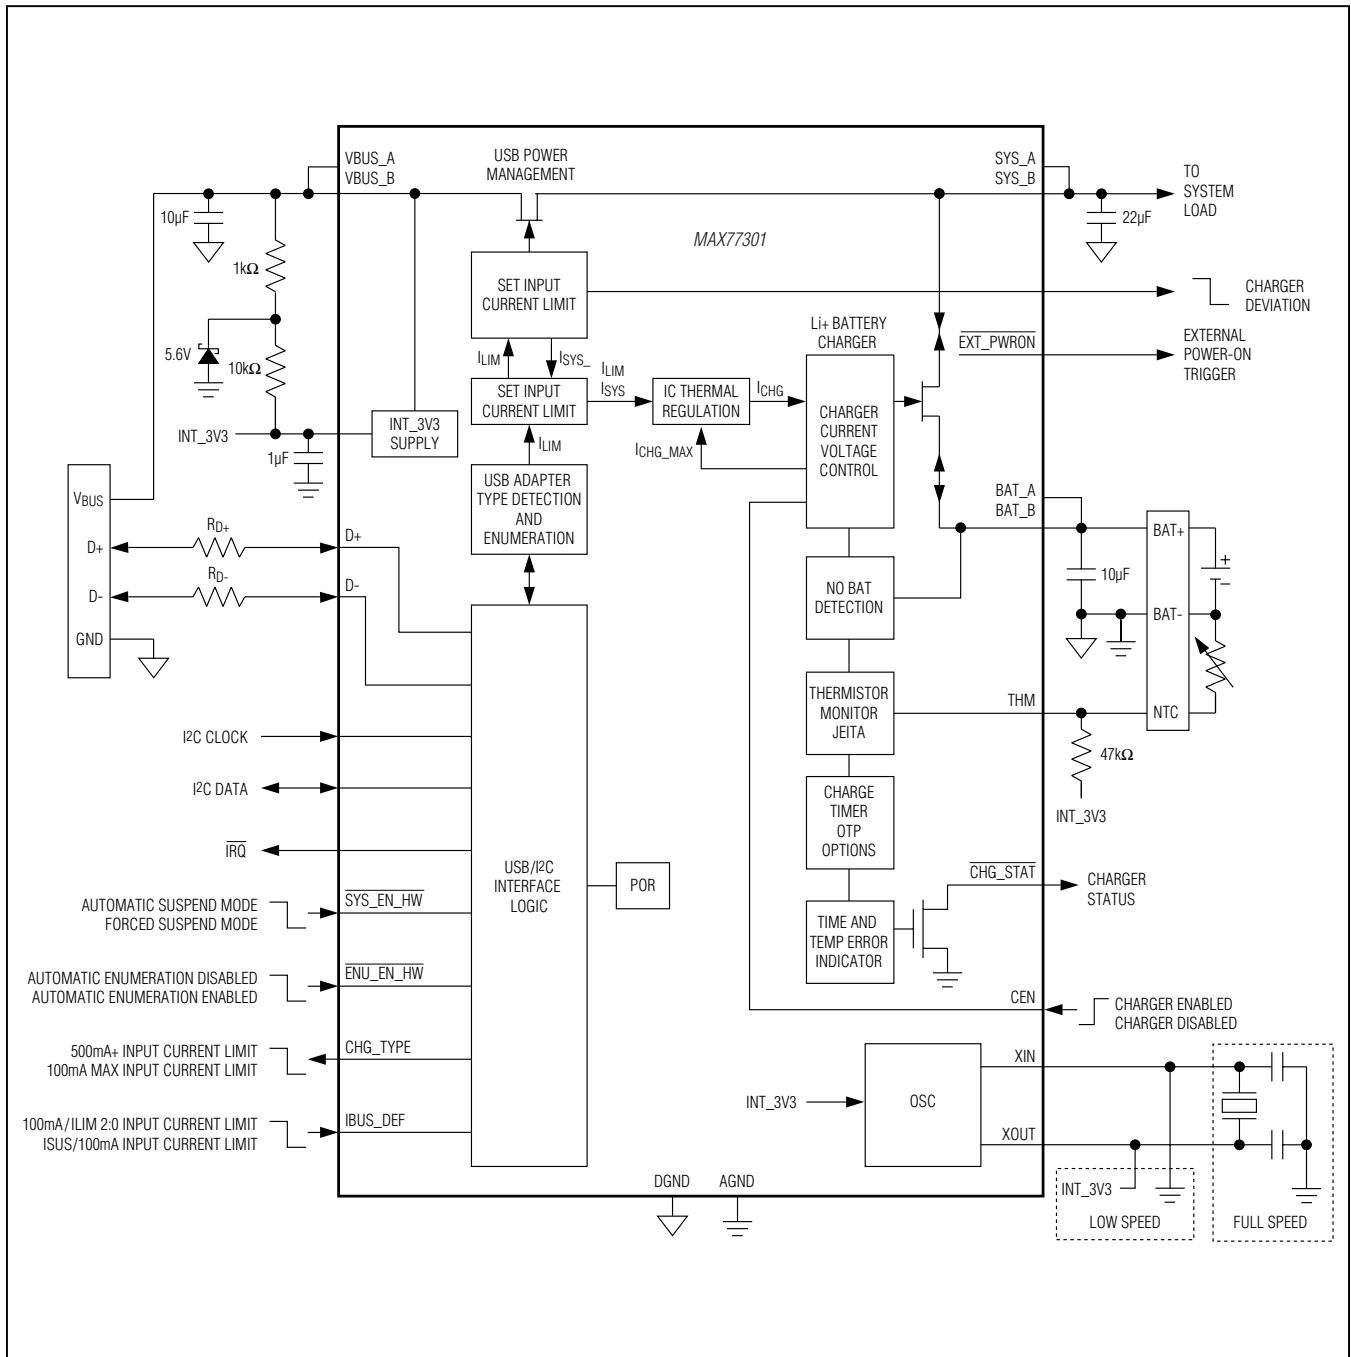 VBUS_A
VBUS_B
USB POWER
MANAGEMENT
SYS_A
SYS_B
TO
SYSTEM
LOAD
10µF
22µF
MAX77301
1kΩ
SET INPUT
CURRENT LIMIT
CHARGER
DEVIATION
Li+ BATTERY
CHARGER
EXT_PWRON
EXTERNAL
POWER-ON
TRIGGER
5.6V
10kΩ
ILIM
ISYS_
ILIM
ISYS
SET INPUT
CURRENT LIMIT
IC THERMAL
REGULATION
ICHG
CHARGER
CURRENT
VOLTAGE
CONTROL
INT_3V3
INT_3V3
SUPPLY
1µF
ILIM
ICHG_MAX
VBUS
USB ADAPTER
TYPE DETECTION
AND
ENUMERATION
BAT_A
BAT_B
BAT+
+
−
RD+
D+
D+
RD-
D-
D-
NO BAT
DETECTION
10µF
BAT-
GND
THERMISTOR
MONITOR
JEITA
THM
NTC
47kΩ
INT_3V3
I2C CLOCK
I2C DATA
CHARGE
TIMER
OTP
OPTIONS
IRQ
USB/I2C
INTERFACE
LOGIC
POR
CHG_STAT
CHARGER
STATUS
AUTOMATIC SUSPEND MODE
FORCED SUSPEND MODE
SYS_EN_HW
TIME AND
TEMP ERROR
INDICATOR
AUTOMATIC ENUMERATION DISABLED
AUTOMATIC ENUMERATION ENABLED
ENU_EN_HW
CEN
CHARGER ENABLED
CHARGER DISABLED
500mA+ INPUT CURRENT LIMIT
100mA MAX INPUT CURRENT LIMIT
CHG_TYPE
XIN
INT_3V3
OSC
100mA/ILIM 2:0 INPUT CURRENT LIMIT
ISUS/100mA INPUT CURRENT LIMIT
IBUS_DEF
XOUT
DGND
AGND
INT_3V3
LOW SPEED
FULL SPEED